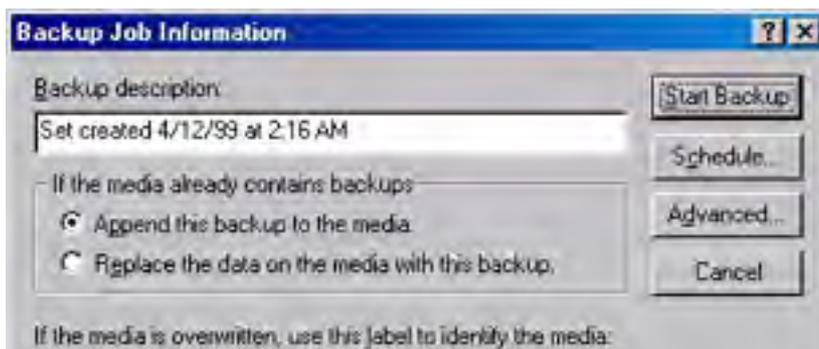 Backup Job Information
Backup description:
Set created 4/12/99 at 2:16 AM
If the media already contains backups
Append this backup to the media.
Replace the data on the media with this backup.
If the media is overwritten, use this label to identify the media:
Start Backup
Schedule...
Advanced...
Cancel